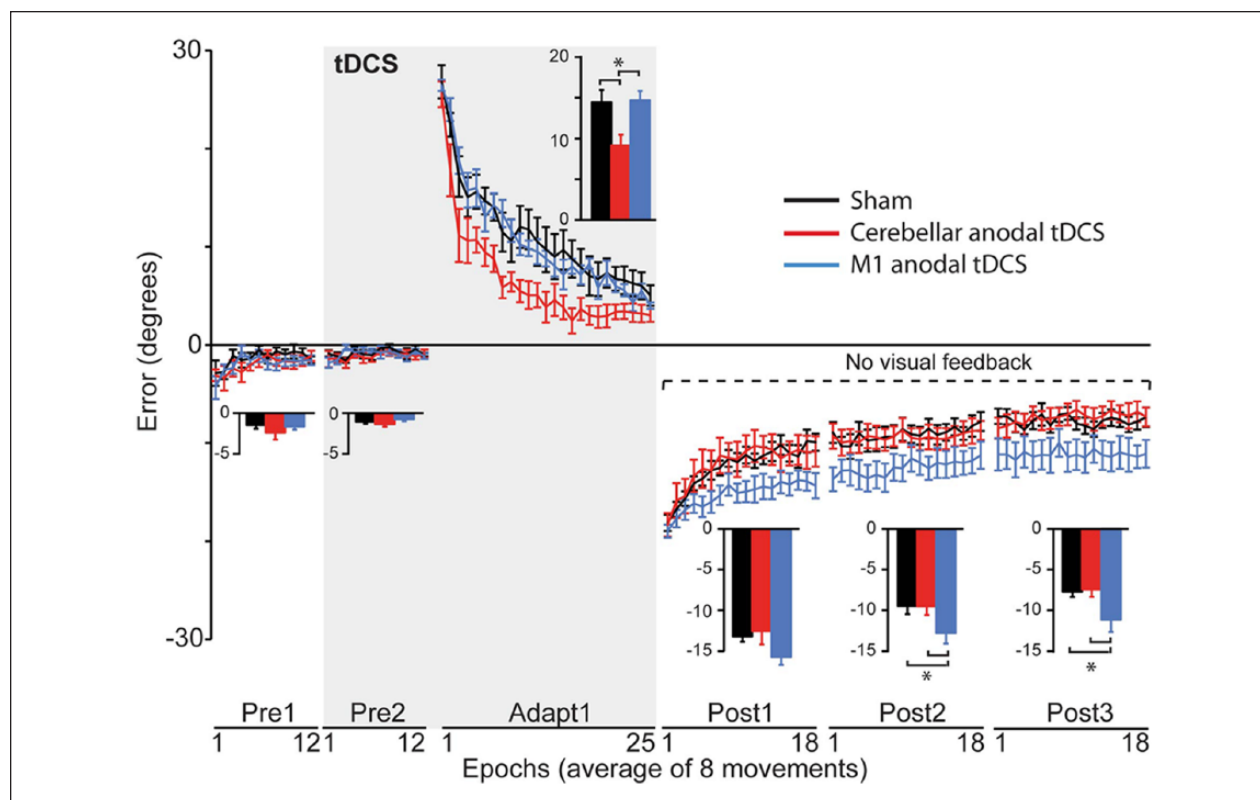 30
tDCS
20
*
10
0
Sham
Cerebellar anodal tDCS
M1 anodal tDCS
Error (degrees)
0
No visual feedback
0
-5
0
-5
0
-5
-10
-15
0
-5
-10
-15
*
0
-5
-10
-15
*
-30
Pre1 Pre2 Adapt1 Post1 Post2 Post3
1 12 1 12 1 25 1 18 18 1 18
Epochs (average of 8 movements)